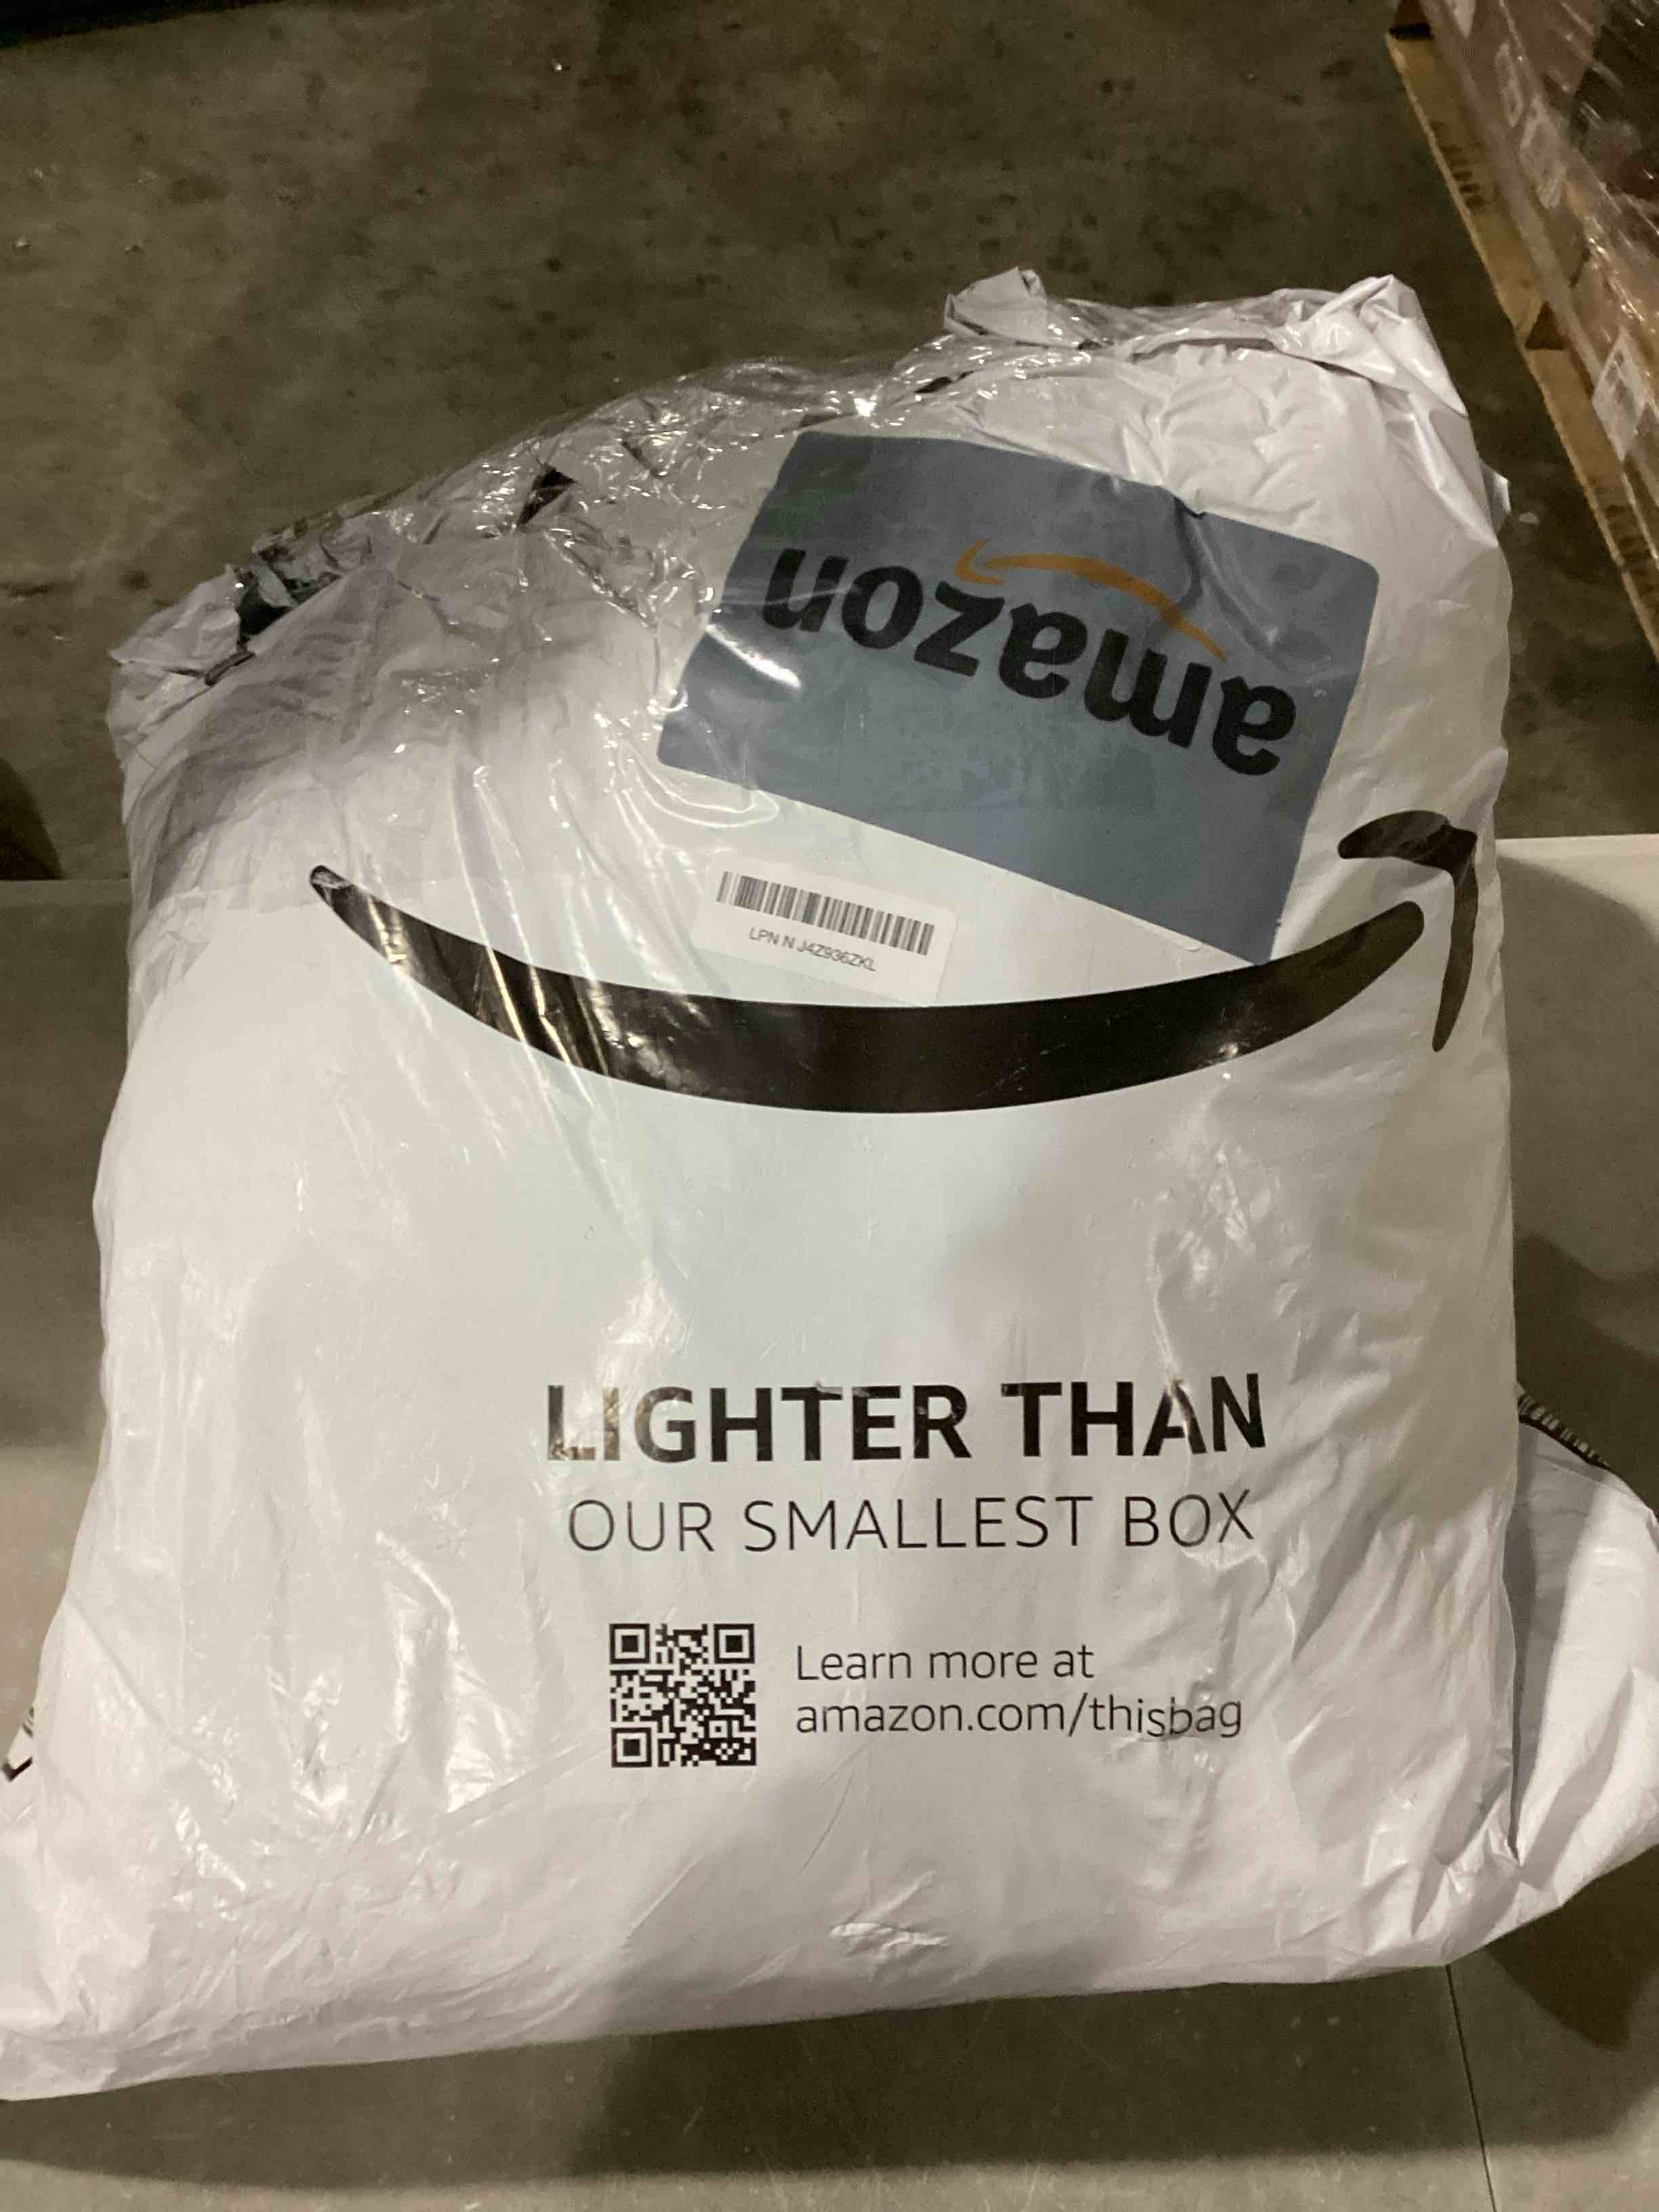 amazon
LPN N J4Z936ZKL
LIGHTER THAN
OUR SMALLEST BOX
Learn more at
amazon.com/thisbag